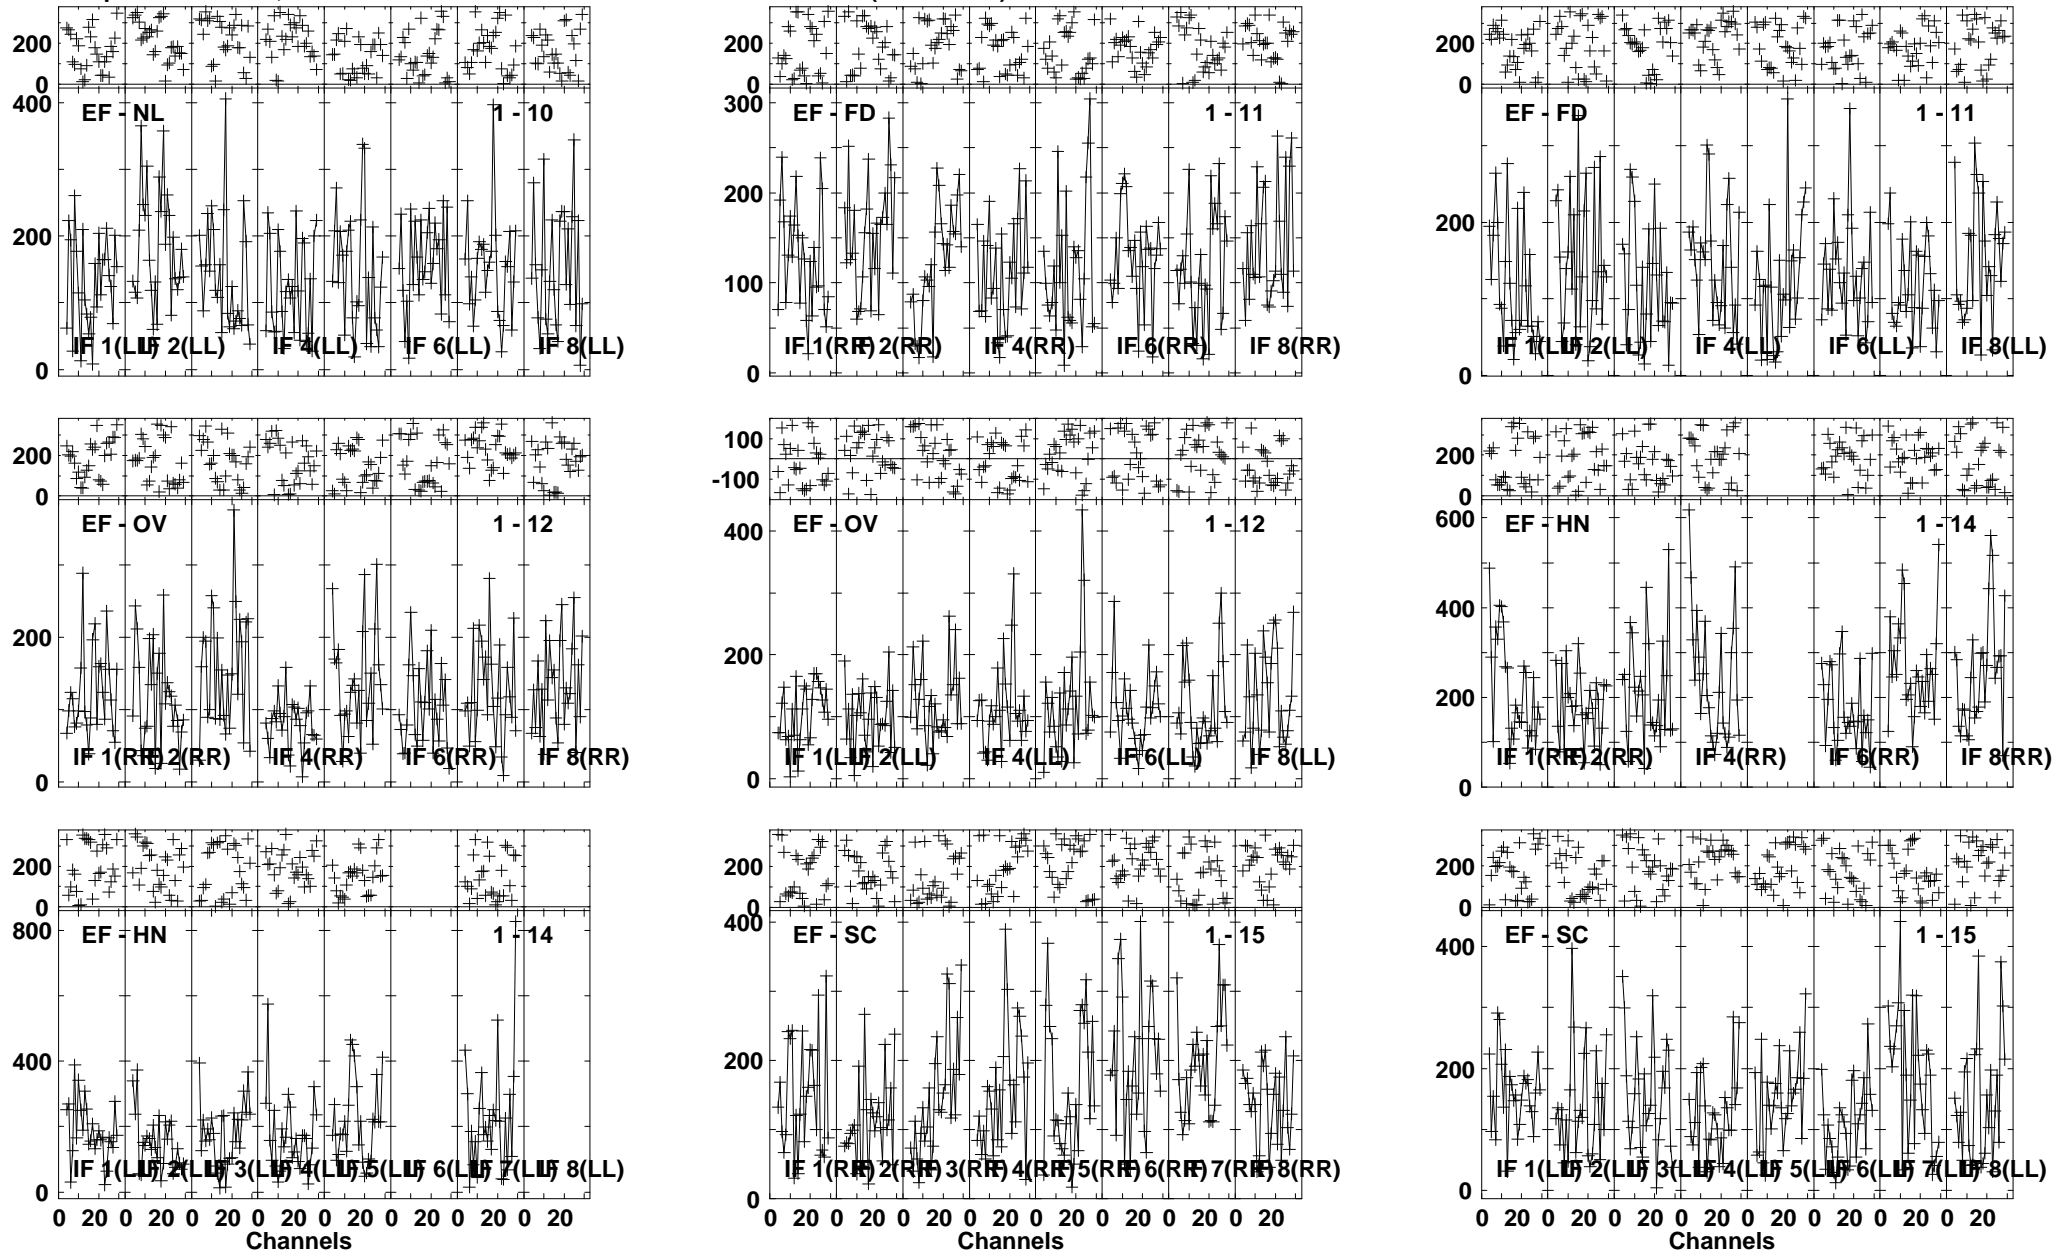 200
0
400
200
0
EF - NL
1 - 10
IF 1(LL) IF 2(LL) IF 4(LL) IF 6(LL) IF 8(LL)
200
0
300
200
100
0
EF - FD
1 - 11
IF 1(RR) IF 2(RR) IF 4(RR) IF 6(RR) IF 8(RR)
200
0
200
0
EF - FD
1 - 11
IF 1(LL) IF 2(LL) IF 4(LL) IF 6(LL) IF 8(LL)
200
0
200
0
EF - OV
1 - 12
IF 1(RR) IF 2(RR) IF 4(RR) IF 6(RR) IF 8(RR)
100
-100
400
200
0
EF - OV
1 - 12
IF 1(LL) IF 2(LL) IF 4(LL) IF 6(LL) IF 8(LL)
200
0
600
400
200
0
EF - HN
1 - 14
IF 1(RR) IF 2(RR) IF 4(RR) IF 6(RR) IF 8(RR)
200
0
800
400
0
EF - HN
1 - 14
IF 1(LL) IF 2(LL) IF 3(LL) IF 4(LL) IF 5(LL) IF 6(LL) IF 7(LL) IF 8(LL)
0 20 0 20 0 20 0 20 0 20 0 20 0 20 0 20
Channels
200
0
400
200
0
EF - SC
1 - 15
IF 1(RR) IF 2(RR) IF 3(RR) IF 4(RR) IF 5(RR) IF 6(RR) IF 7(RR) IF 8(RR)
0 20 0 20 0 20 0 20 0 20 0 20 0 20 0 20
Channels
200
0
400
200
0
EF - SC
1 - 15
IF 1(LL) IF 2(LL) IF 3(LL) IF 4(LL) IF 5(LL) IF 6(LL) IF 7(LL) IF 8(LL)
0 20 0 20 0 20 0 20 0 20 0 20 0 20 0 20
Channels